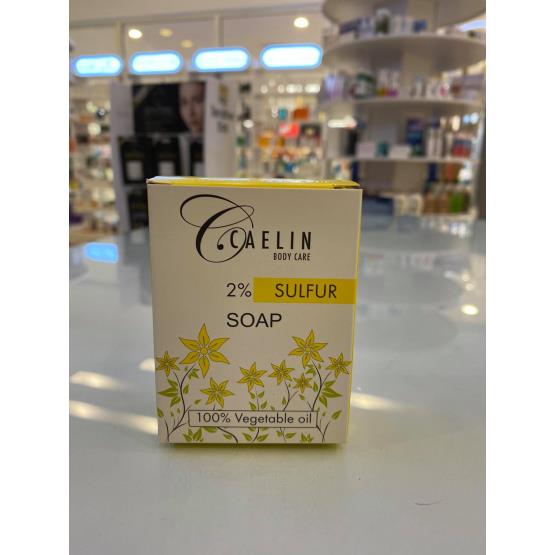 CAELIN
BODY CARE
2% SULFUR
SOAP
100% Vegetable oil